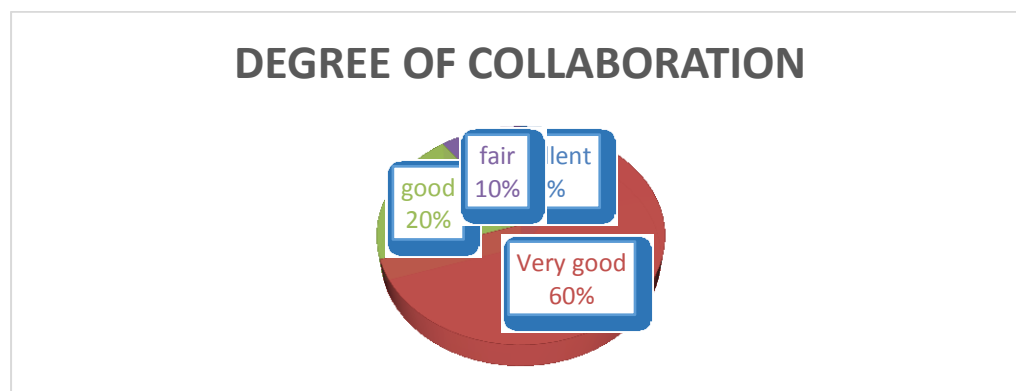 DEGREE OF COLLABORATION
fair
10%
llent
%
good
20%
Very good
60%